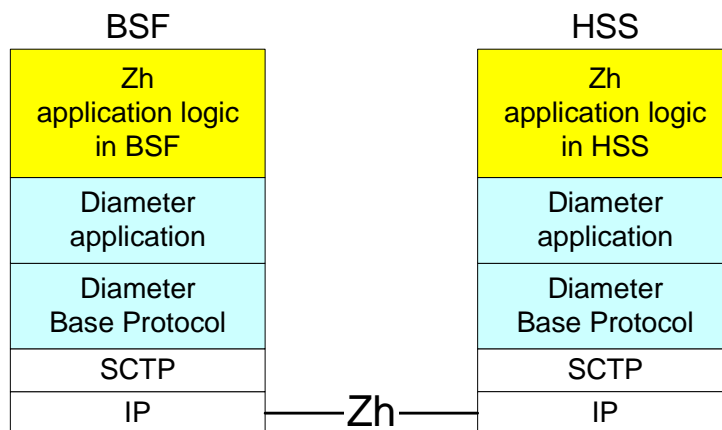 BSF
Zh
application logic
in BSF
Diameter
application
Diameter
Base Protocol
SCTP
IP
Zh
HSS
Zh
application logic
in HSS
Diameter
application
Diameter
Base Protocol
SCTP
IP